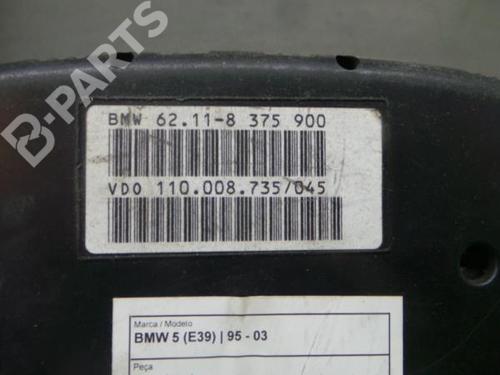 B-PARTS
BMW 62.11-8 375 900
VDO 110.008.735/045
Marca / Modelo
BMW 5 (E39) | 95 - 03
Peça